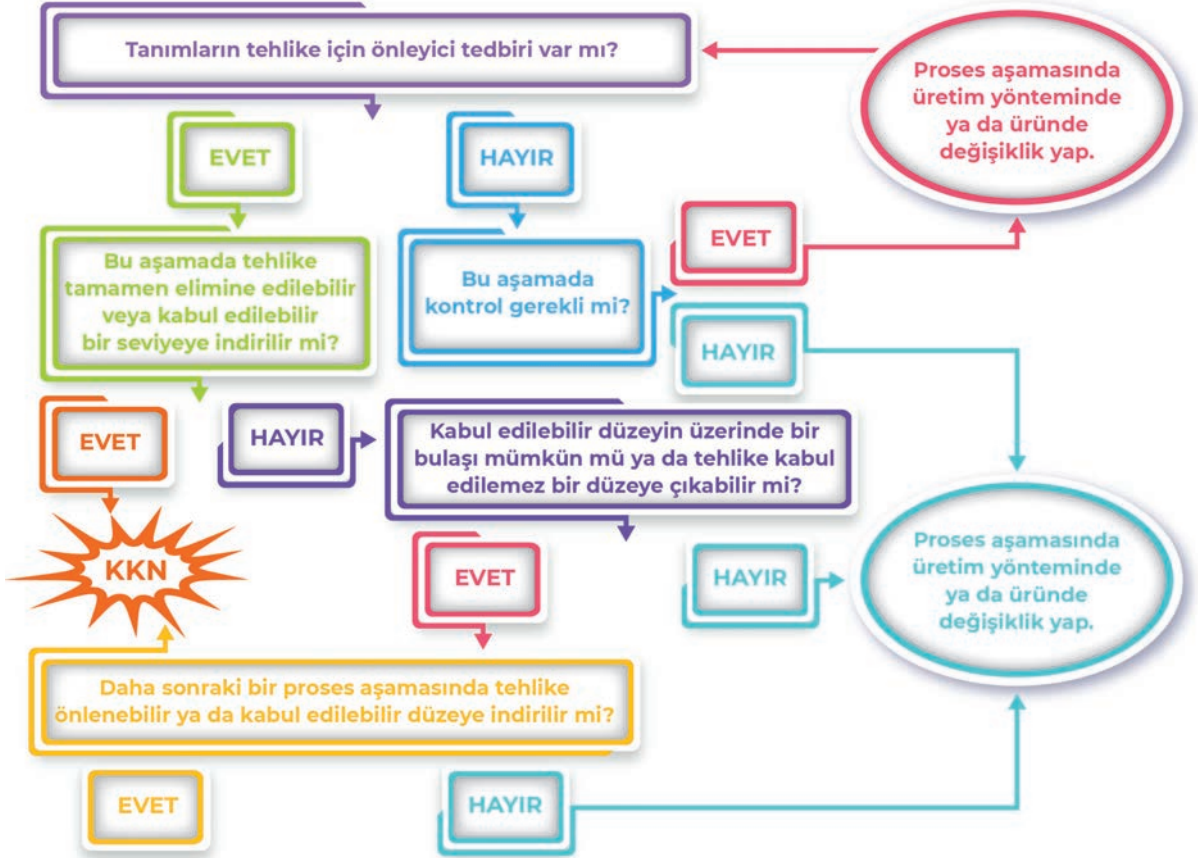 Tanımların tehlike için önleyici tedbiri var mı?
Proses aşamasında
üretim yönteminde
ya da üründe
değişiklik yap.
EVET
HAYIR
Bu aşamada tehlike
tamamen elimine edilebilir
veya kabul edilebilir
bir seviyeye indirilir mi?
Bu aşamada
kontrol gerekli mi?
EVET
HAYIR
EVET
HAYIR
Kabul edilebilir düzeyin üzerinde bir
bulaşı mümkün mü ya da tehlike kabul
edilemez bir düzeye çıkabilir mi?
KKN
EVET
HAYIR
Proses aşamasında
üretim yönteminde
ya da üründe
değişiklik yap.
Daha sonraki bir proses aşamasında tehlike
önlenebilir ya da kabul edilebilir düzeye indirilir mi?
EVET
HAYIR